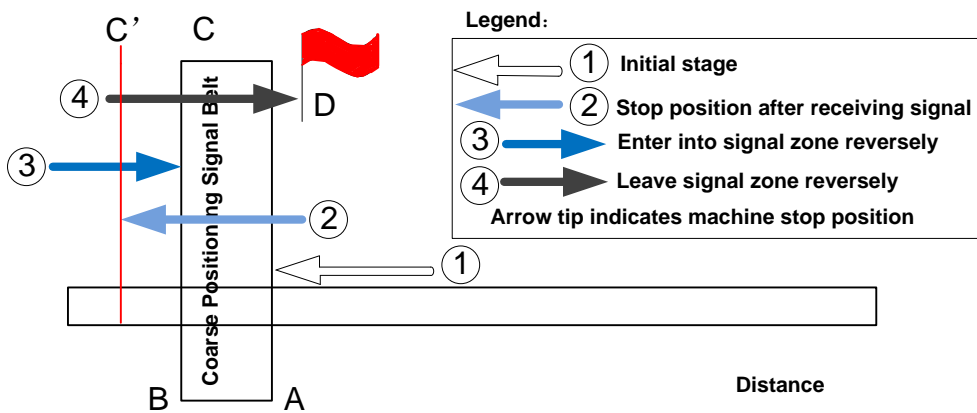 C’
C
Legend：
①
Initial stage
④
D
②
Stop position after receiving signal
③
③
Enter into signal zone reversely
④
Leave signal zone reversely
②
Arrow tip indicates machine stop position
①
Coarse Positioning Signal Belt
B
A
Distance